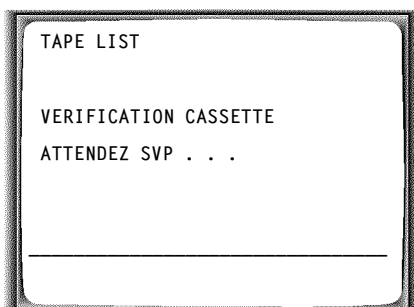 TAPE LIST
VERIFICATION CASSETTE
ATTENDEZ SVP . . .